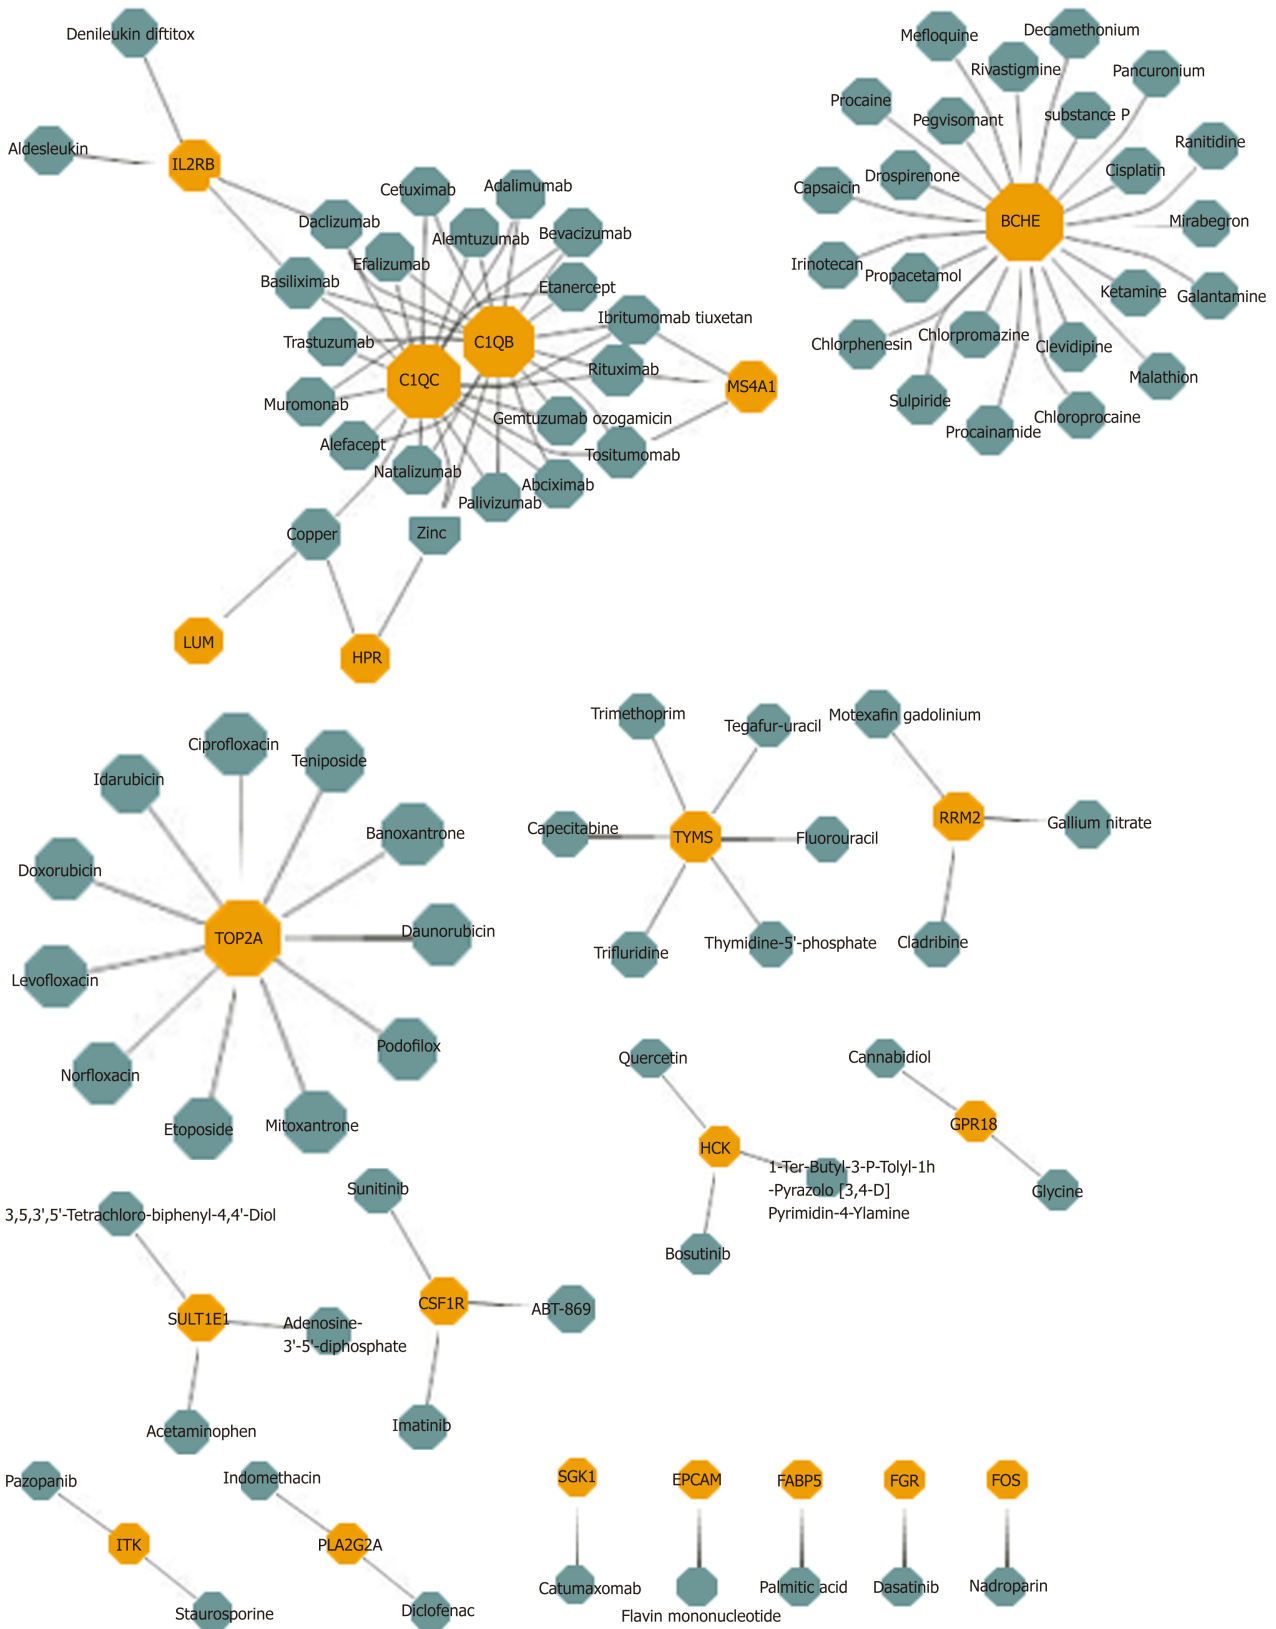 Denileukin diftitox
Aldesleukin
IL2RB
Cetuximab
Adalimumab
Daclizumab
Alemtuzumab
Bevacizumab
Efalizumab
Basiliximab
Etanercept
Ibritumomab tiuxetan
Trastuzumab
C1QB
Rituximab
C1QC
MS4A1
Muromonab
Gemtuzumab ozogamicin
Alefacept
Tositumomab
Natalizumab
Abciximab
Palivizumab
Copper
Zinc
LUM
HPR
Mefloquine
Decamethonium
Rivastigmine
Pancuronium
Procaine
Pegvisomant
substance P
Ranitidine
Drospirenone
Cisplatin
Capsaicin
BCHE
Mirabegron
Irinotecan
Propacetamol
Ketamine
Galantamine
Chlorphenesin
Chlorpromazine
Clevidipine
Malathion
Sulpiride
Procainamide
Chloroprocaine
Ciprofloxacin
Teniposide
Idarubicin
Banoxantrone
Doxorubicin
TOP2A
Daunorubicin
Levofloxacin
Podofilox
Norfloxacin
Etoposide
Mitoxantrone
Trimethoprim
Tegafur-uracil
Capecitabine
TYMS
Fluorouracil
Trifluridine
Thymidine-5'-phosphate
Motexafin gadolinium
RRM2
Gallium nitrate
Cladribine
Quercetin
HCK
1-Ter-Butyl-3-P-Tolyl-1h
-Pyrazolo [3,4-D]
Pyrimidin-4-Ylamine
Bosutinib
Cannabidiol
GPR18
Glycine
3,5,3',5'-Tetrachloro-biphenyl-4,4'-Diol
SULT1E1
Adenosine-
3'-5'-diphosphate
Acetaminophen
Sunitinib
CSF1R
ABT-869
Imatinib
Pazopanib
ITK
Staurosporine
Indomethacin
PLA2G2A
Diclofenac
SGK1
EPCAM
FABP5
FGR
FOS
Catumaxomab
Flavin mononucleotide
Palmitic acid
Dasatinib
Nadroparin